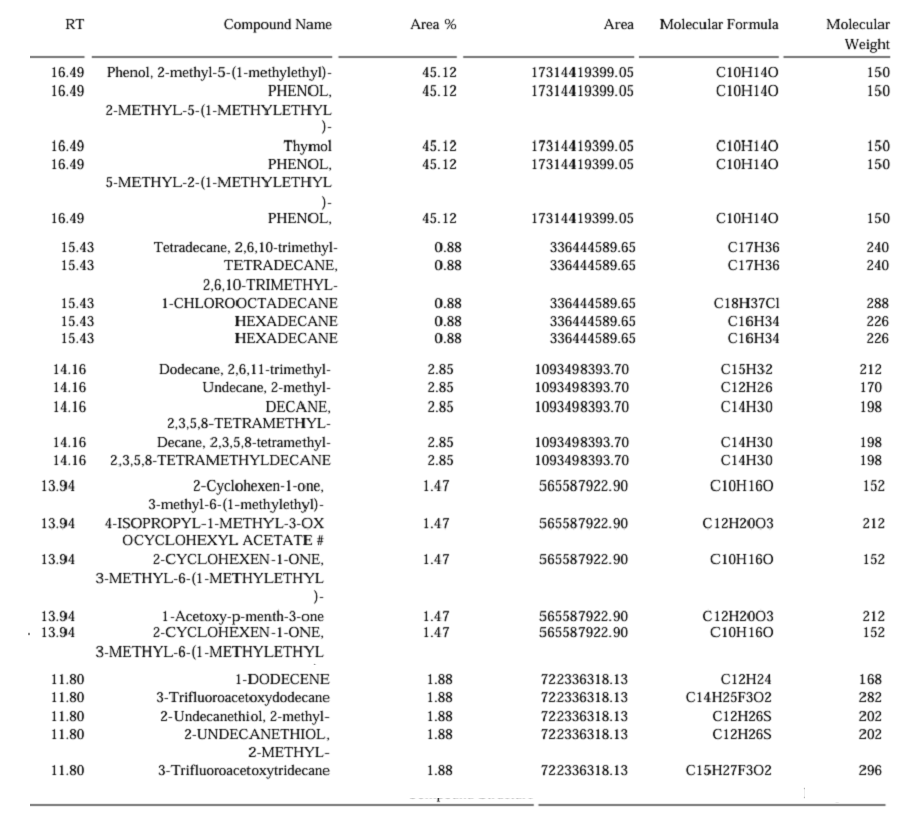 RT Compound Name Area % Area Molecular Formula Molecular
Weight
16.49 Phenol, 2-methyl-5-(1-methylethyl)- 45.12 17314419399.05 C10H14O 150
16.49 PHENOL, 45.12 17314419399.05 C10H14O 150
2-METHYL-5-(1-METHYLETHYL
)-
16.49 Thymol 45.12 17314419399.05 C10H14O 150
16.49 PHENOL, 45.12 17314419399.05 C10H14O 150
5-METHYL-2-(1-METHYLETHYL
)-
16.49 PHENOL, 45.12 17314419399.05 C10H14O 150
15.43 Tetradecane, 2,6,10-trimethyl- 0.88 336444589.65 C17H36 240
15.43 TETRADECANE, 0.88 336444589.65 C17H36 240
2,6,10-TRIMETHYL-
15.43 1-CHLOROOCTADECANE 0.88 336444589.65 C18H37Cl 288
15.43 HEXADECANE 0.88 336444589.65 C16H34 226
15.43 HEXADECANE 0.88 336444589.65 C16H34 226
14.16 Dodecane, 2,6,11-trimethyl- 2.85 1093498393.70 C15H32 212
14.16 Undecane, 2-methyl- 2.85 1093498393.70 C12H26 170
14.16 DECANE, 2.85 1093498393.70 C14H30 198
2,3,5,8-TETRAMETHYL-
14.16 Decane, 2,3,5,8-tetramethyl- 2.85 1093498393.70 C14H30 198
14.16 2,3,5,8-TETRAMETHYLDECANE 2.85 1093498393.70 C14H30 198
13.94 2-Cyclohexen-1-one, 1.47 565587922.90 C10H16O 152
3-methyl-6-(1-methylethyl)-
13.94 4-ISOPROPYL-1-METHYL-3-OX 1.47 565587922.90 C12H20O3 212
OCYCLOHEXYL ACETATE #
13.94 2-CYCLOHEXEN-1-ONE, 1.47 565587922.90 C10H16O 152
3-METHYL-6-(1-METHYLETHYL
)-
13.94 1-Acetoxy-p-menth-3-one 1.47 565587922.90 C12H20O3 212
13.94 2-CYCLOHEXEN-1-ONE, 1.47 565587922.90 C10H16O 152
3-METHYL-6-(1-METHYLETHYL
11.80 1-DODECENE 1.88 722336318.13 C12H24 168
11.80 3-Trifluoroacetoxydodecane 1.88 722336318.13 C14H25F3O2 282
11.80 2-Undecanethiol, 2-methyl- 1.88 722336318.13 C12H26S 202
11.80 2-UNDECANETHIOL, 1.88 722336318.13 C12H26S 202
2-METHYL-
11.80 3-Trifluoroacetoxytridecane 1.88 722336318.13 C15H27F3O2 296